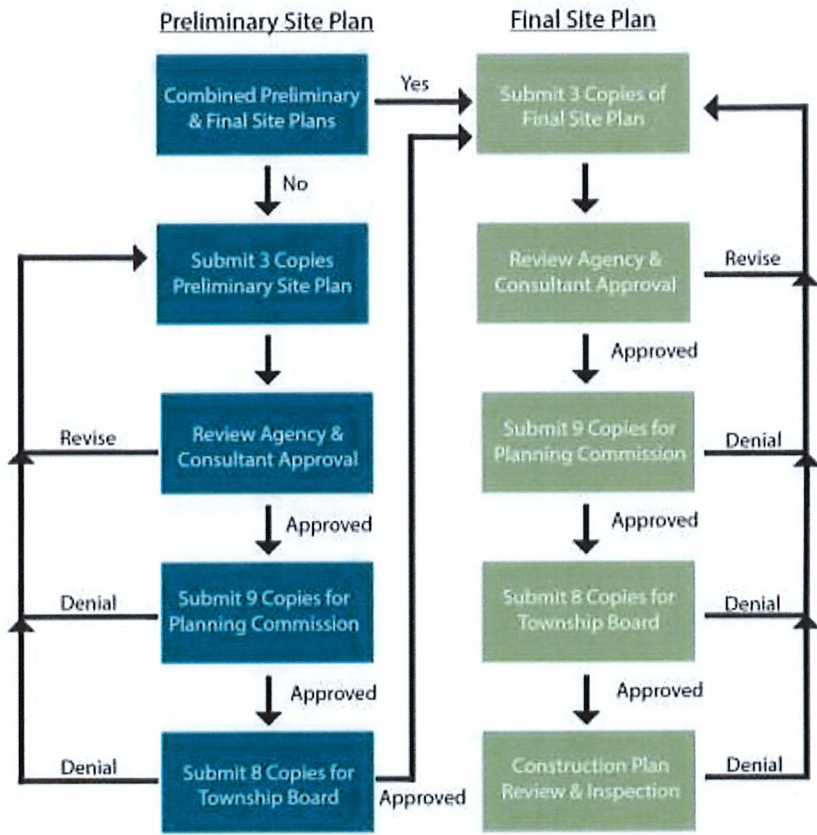 Preliminary Site Plan
Final Site Plan
Combined Preliminary
& Final Site Plans
Yes
Submit 3 Copies of
Final Site Plan
No
Submit 3 Copies
Preliminary Site Plan
Review Agency &
Consultant Approval
Revise
Revise
Review Agency &
Consultant Approval
Approved
Submit 9 Copies for
Planning Commission
Denial
Approved
Approved
Denial
Submit 9 Copies for
Planning Commission
Submit 8 Copies for
Township Board
Denial
Approved
Approved
Denial
Submit 8 Copies for
Township Board
Approved
Construction Plan
Review & Inspection
Denial